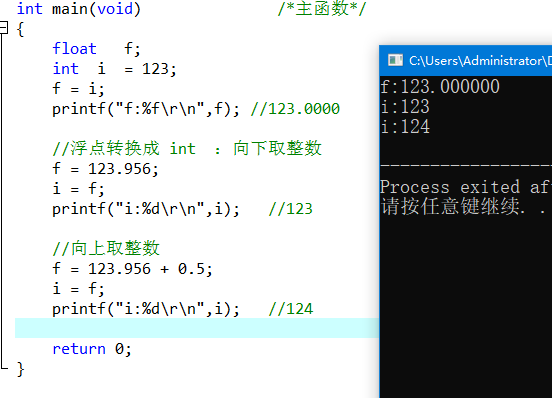 int main(void) /*主函数*/
{
float f;
int i = 123;
f = i;
printf("f:%f\r\n",f); //123.0000
//浮点转换成 int ：向下取整数
f = 123.956;
i = f;
printf("i:%d\r\n",i); //123
//向上取整数
f = 123.956 + 0.5;
i = f;
printf("i:%d\r\n",i); //124
return 0;
}
C:\Users\Administrator\D
f:123.000000
i:123
i:124
--------------------
Process exited af
请按任意键继续. .